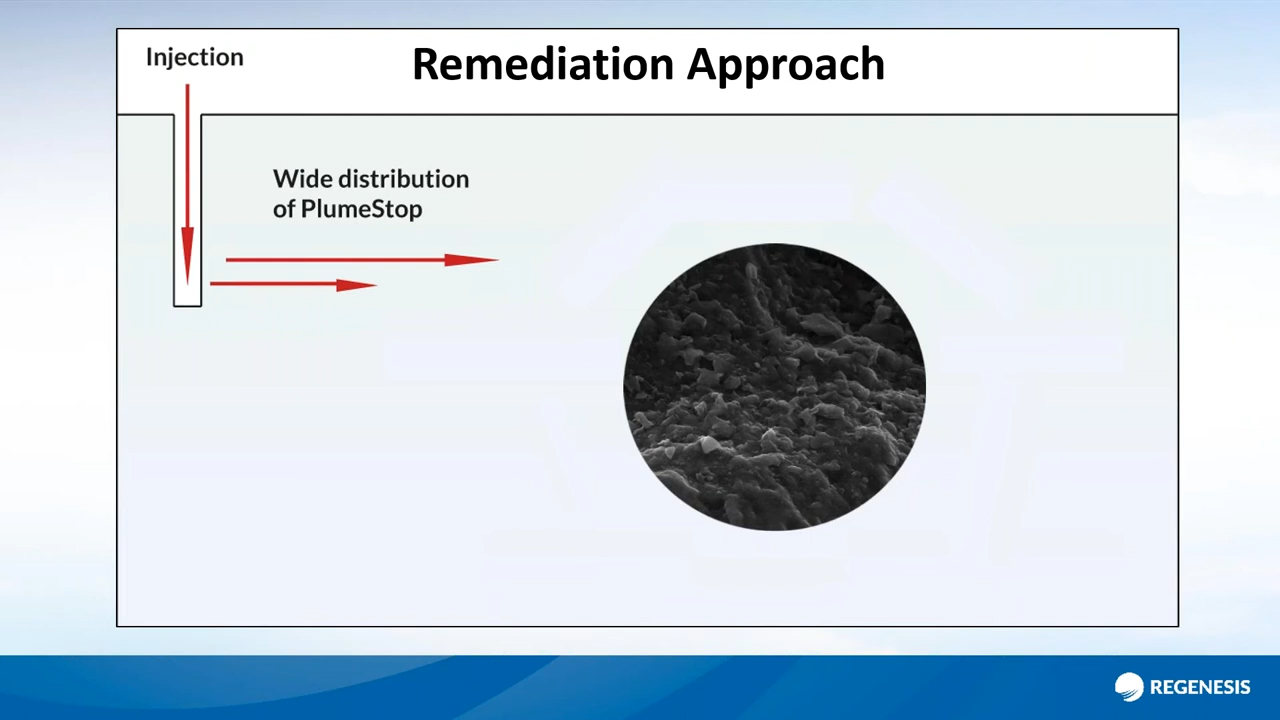 Injection
Remediation Approach
Wide distribution
of PlumeStop
REGENESIS